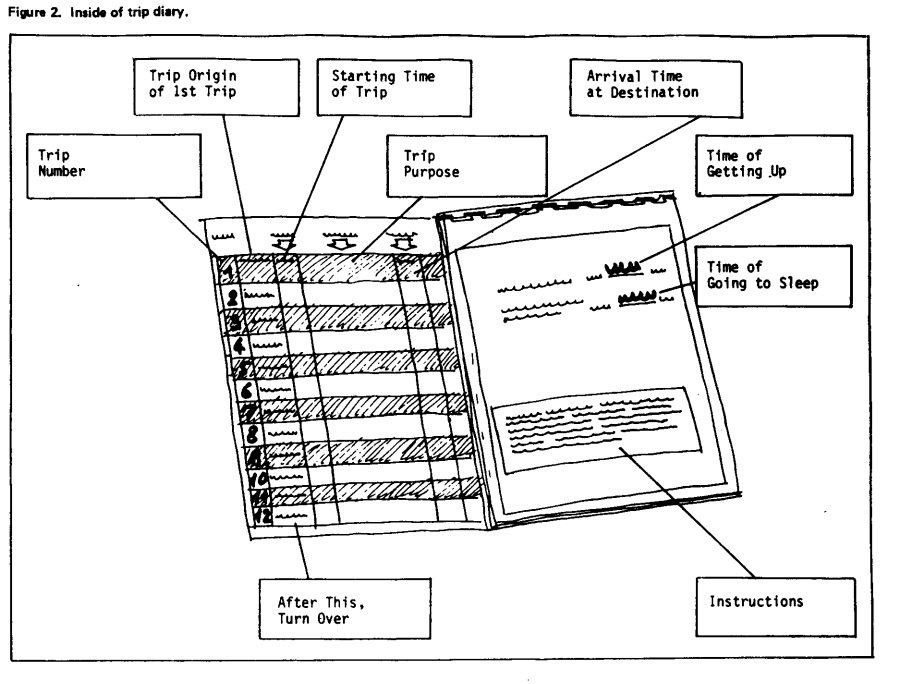 Figure 2. Inside of trip diary.
Trip Origin
of 1st Trip
Starting Time
of Trip
Arrival Time
at Destination
Trip
Number
Trip
Purpose
Time of
Getting Up
Time of
Going to Sleep
1
2
3
4
5
6
7
8
9
10
11
12
After This,
Turn Over
Instructions